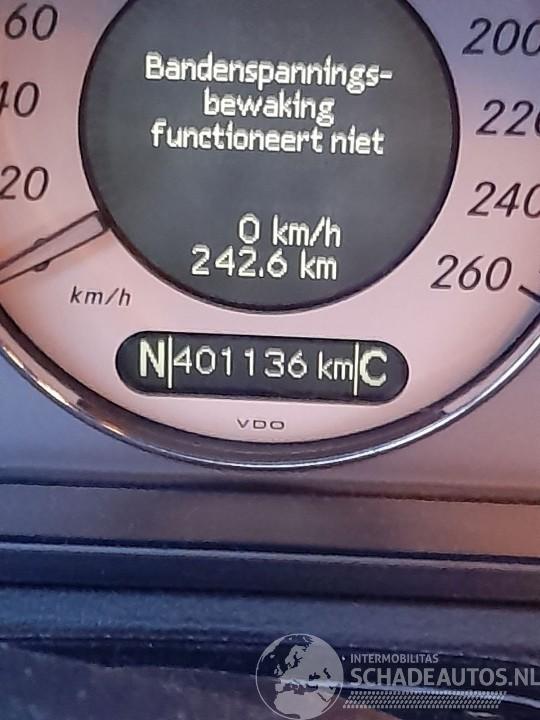 60
200
40
Bandenspannings-
bewaking
functioneert niet
220
20
240
0 km/h
242.6 km
260
km/h
N 401136 km C
VDO
INTERMOBILITAS
SCHADEAUTOS.NL